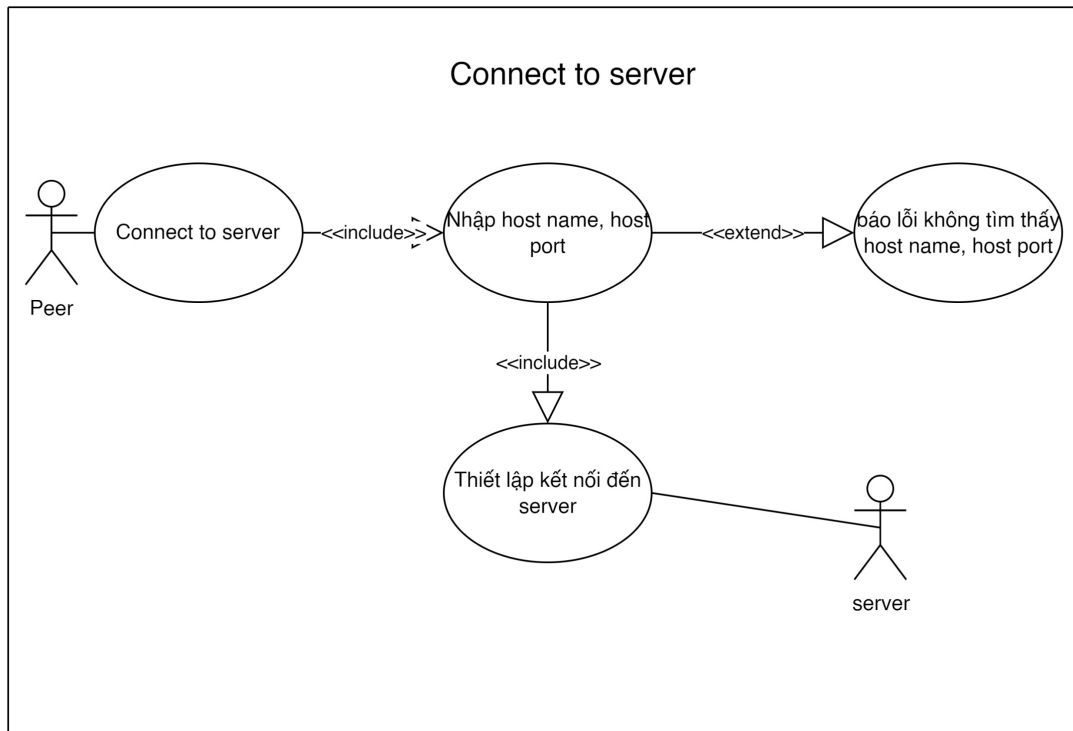 Connect to server
Connect to server
<<include>>
Nhập host name, host
port
<<extend>>
báo lỗi không tìm thấy
host name, host port
Peer
<<include>>
Thiết lập kết nối đến
server
server